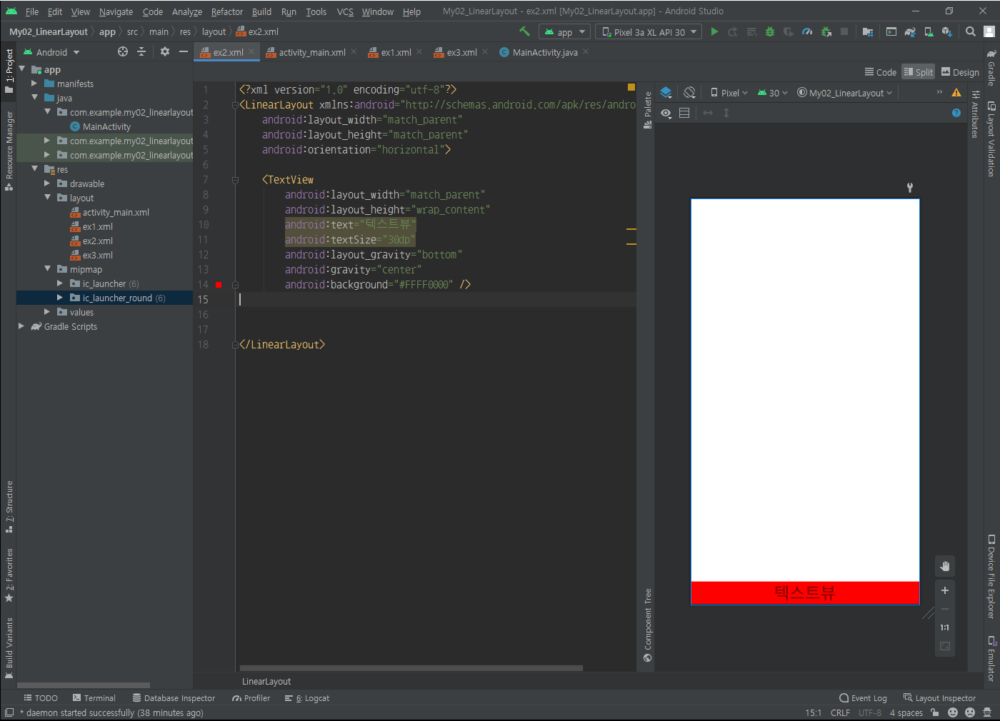 File Edit View Navigate Code Analyze Refactor Build Run Tools VCS Window Help My02_LinearLayout - ex2.xml [My02_LinearLayout.app] - Android Studio
My02_LinearLayout app src main res layout ex2.xml app Pixel 3a XL API 30
Android ex2.xml activity_main.xml ex1.xml ex3.xml MainActivity.java
Code Split Design
1: Project
Resource Manager
7: Structure
2: Favorites
Build Variants
app
manifests
java
com.example.my02_linearlayout
MainActivity
com.example.my02_linearlayout
com.example.my02_linearlayout
res
drawable
layout
activity_main.xml
ex1.xml
ex2.xml
ex3.xml
mipmap
ic_launcher (6)
ic_launcher_round (6)
values
Gradle Scripts
1 <?xml version="1.0" encoding="utf-8"?>
2 <LinearLayout xmlns:android="http://schemas.android.com/apk/res/andro
3 android:layout_width="match_parent"
4 android:layout_height="match_parent"
5 android:orientation="horizontal">
6
7 <TextView
8 android:layout_width="match_parent"
9 android:layout_height="wrap_content"
10 android:text="텍스트뷰"
11 android:textSize="30dp"
12 android:layout_gravity="bottom"
13 android:gravity="center"
14 android:background="#FFFF0000" />
15
16
17
18 </LinearLayout>
LinearLayout
Palette
Component Tree
Pixel 30 My02_LinearLayout
텍스트뷰
1:1
Attributes
Gradle
Layout Validation
Device File Explorer
Emulator
TODO Terminal Database Inspector Profiler 6: Logcat Event Log Layout Inspector
* daemon started successfully (38 minutes ago) 15:1 CRLF UTF-8 4 spaces